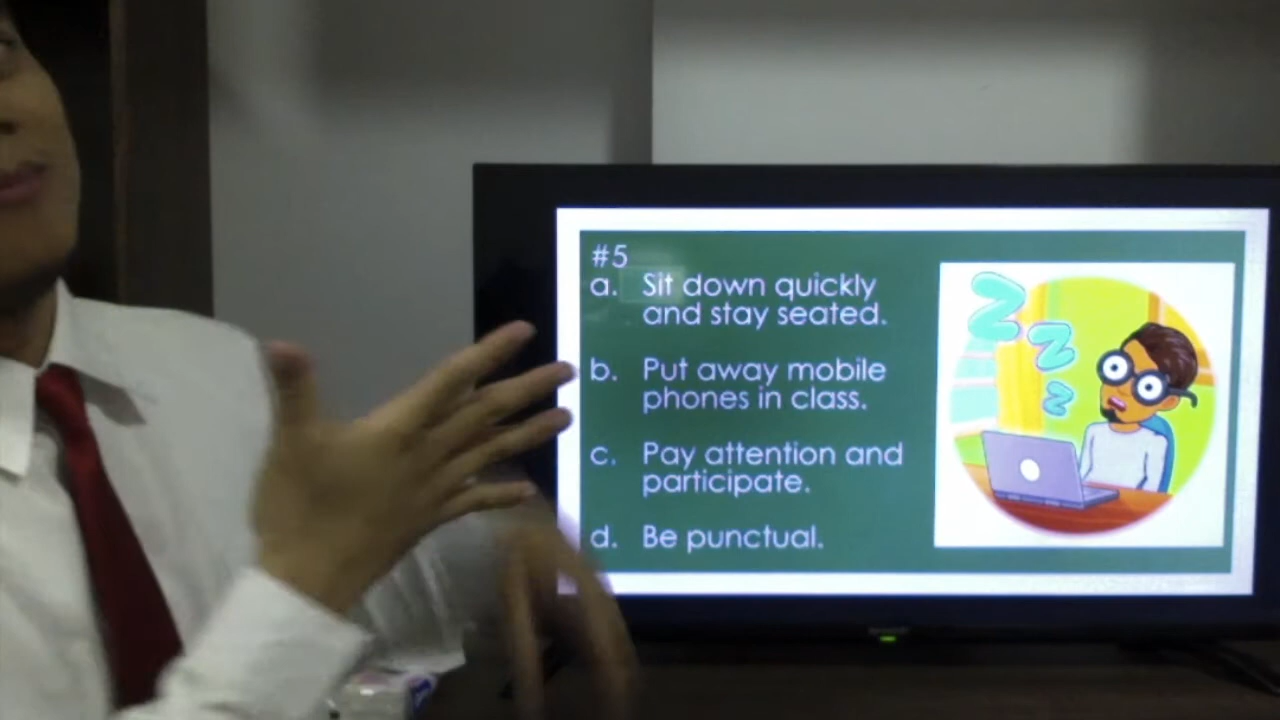 #5
a. Sit down quickly
and stay seated.
b. Put away mobile
phones in class.
c. Pay attention and
participate.
d. Be punctual.
Z
Z
Z